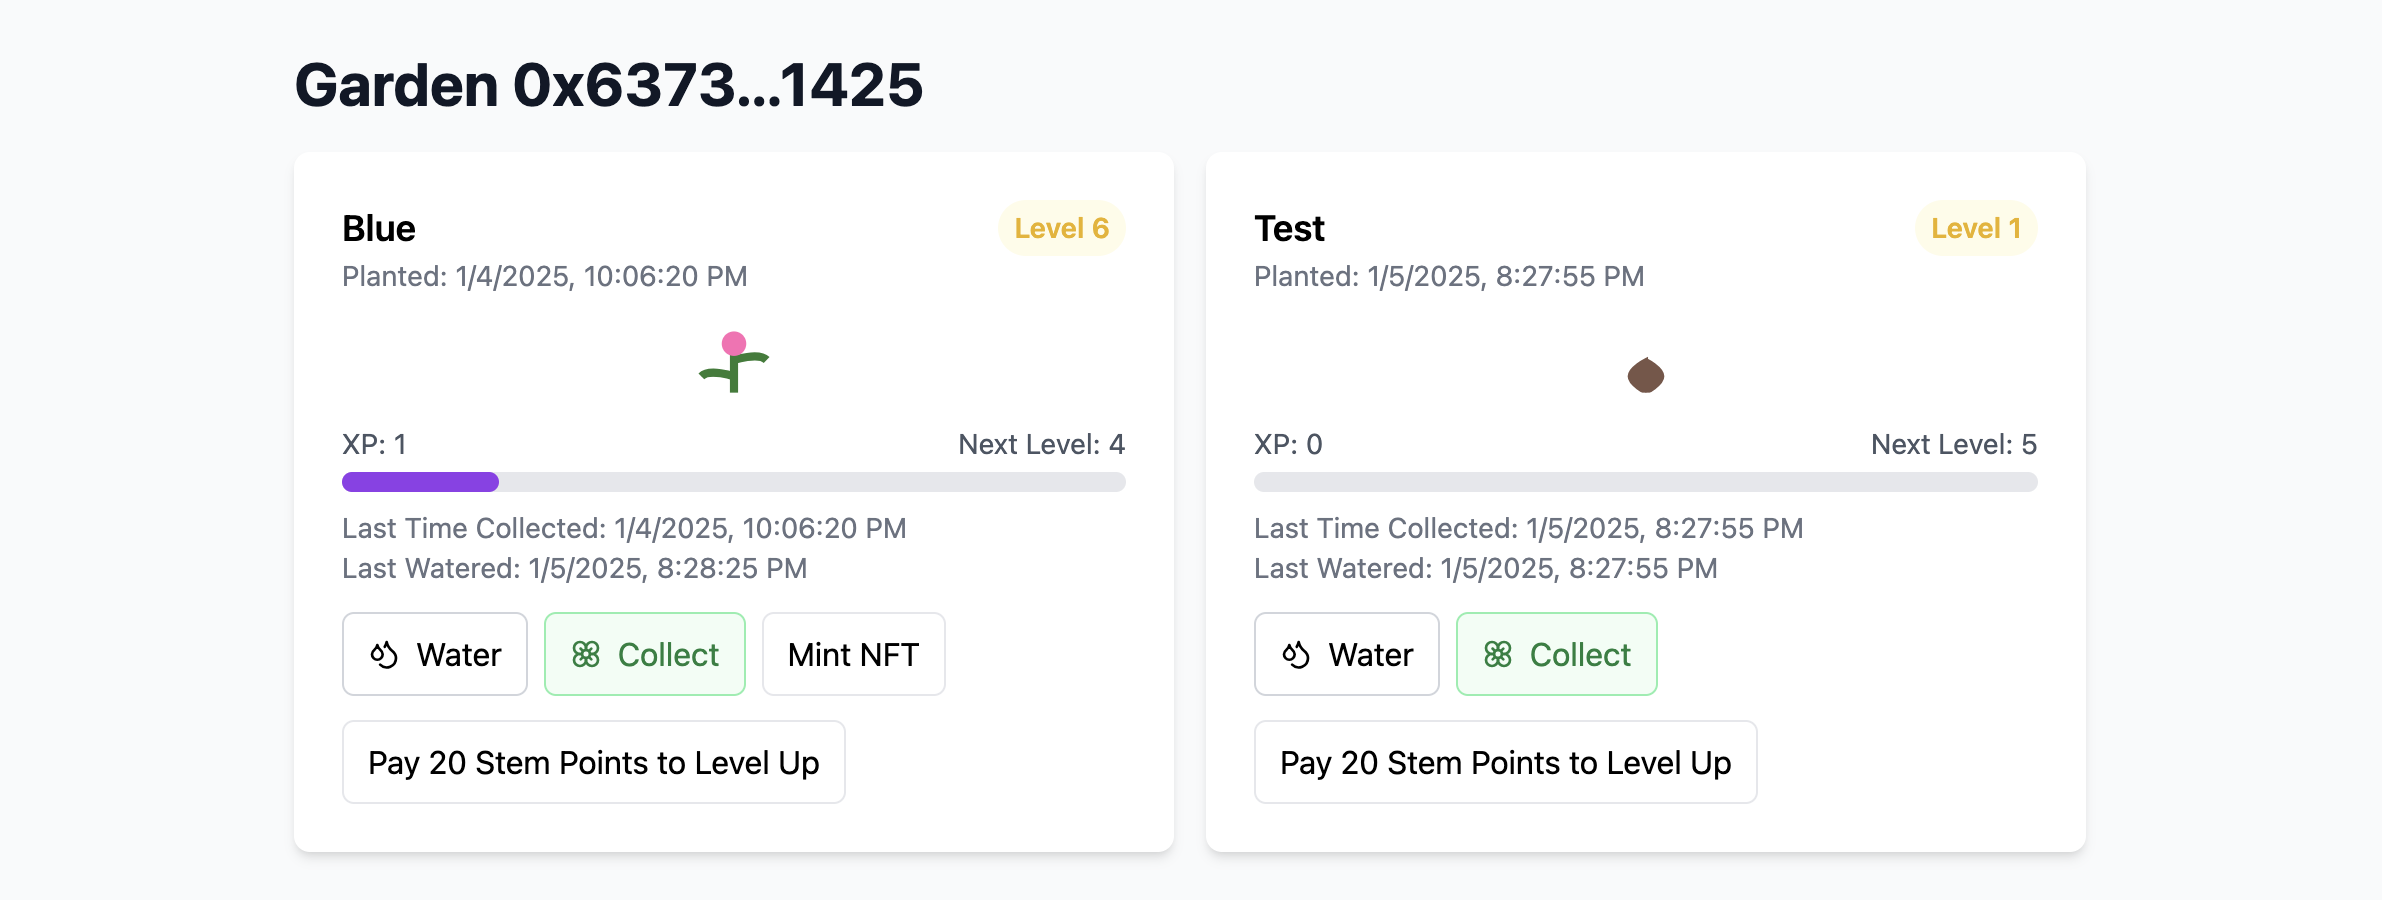 Garden 0x6373...1425
Blue
Level 6
Planted: 1/4/2025, 10:06:20 PM
XP: 1
Next Level: 4
Last Time Collected: 1/4/2025, 10:06:20 PM
Last Watered: 1/5/2025, 8:28:25 PM
Water
Collect
Mint NFT
Pay 20 Stem Points to Level Up
Test
Level 1
Planted: 1/5/2025, 8:27:55 PM
XP: 0
Next Level: 5
Last Time Collected: 1/5/2025, 8:27:55 PM
Last Watered: 1/5/2025, 8:27:55 PM
Water
Collect
Pay 20 Stem Points to Level Up